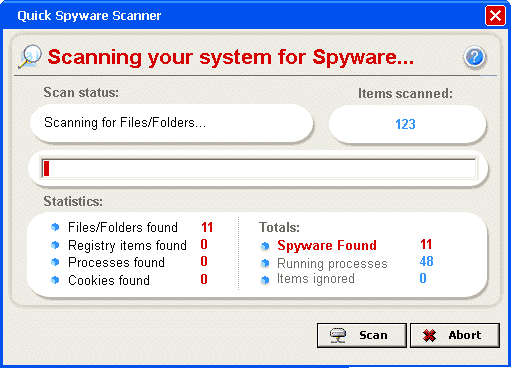 Quick Spyware Scanner
Scanning your system for Spyware...
Scan status:
Items scanned:
Scanning for Files/Folders...
123
Statistics:
Files/Folders found 11
Registry items found 0
Processes found 0
Cookies found 0
Totals:
Spyware Found 11
Running processes 48
Items ignored 0
Scan
Abort